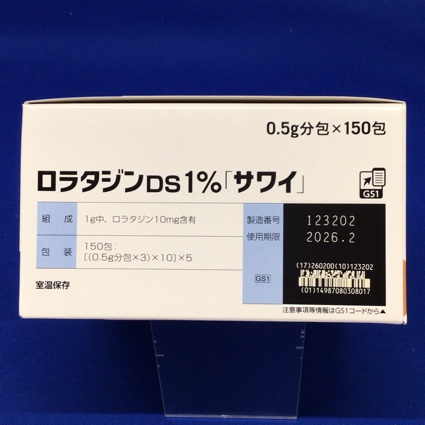 0.5g分包×150包
ロラタジンDS1%「サワイ」
GS1
組成 1g中、ロラタジン10mg含有
包装 150包:
[(0.5g分包×3)×10]×5
室温保存
製造番号 123202
使用期限 2026.2
(17)260200(10)123202
GS1
(01)14987080308017
注意事項等情報はGS1コードから▲